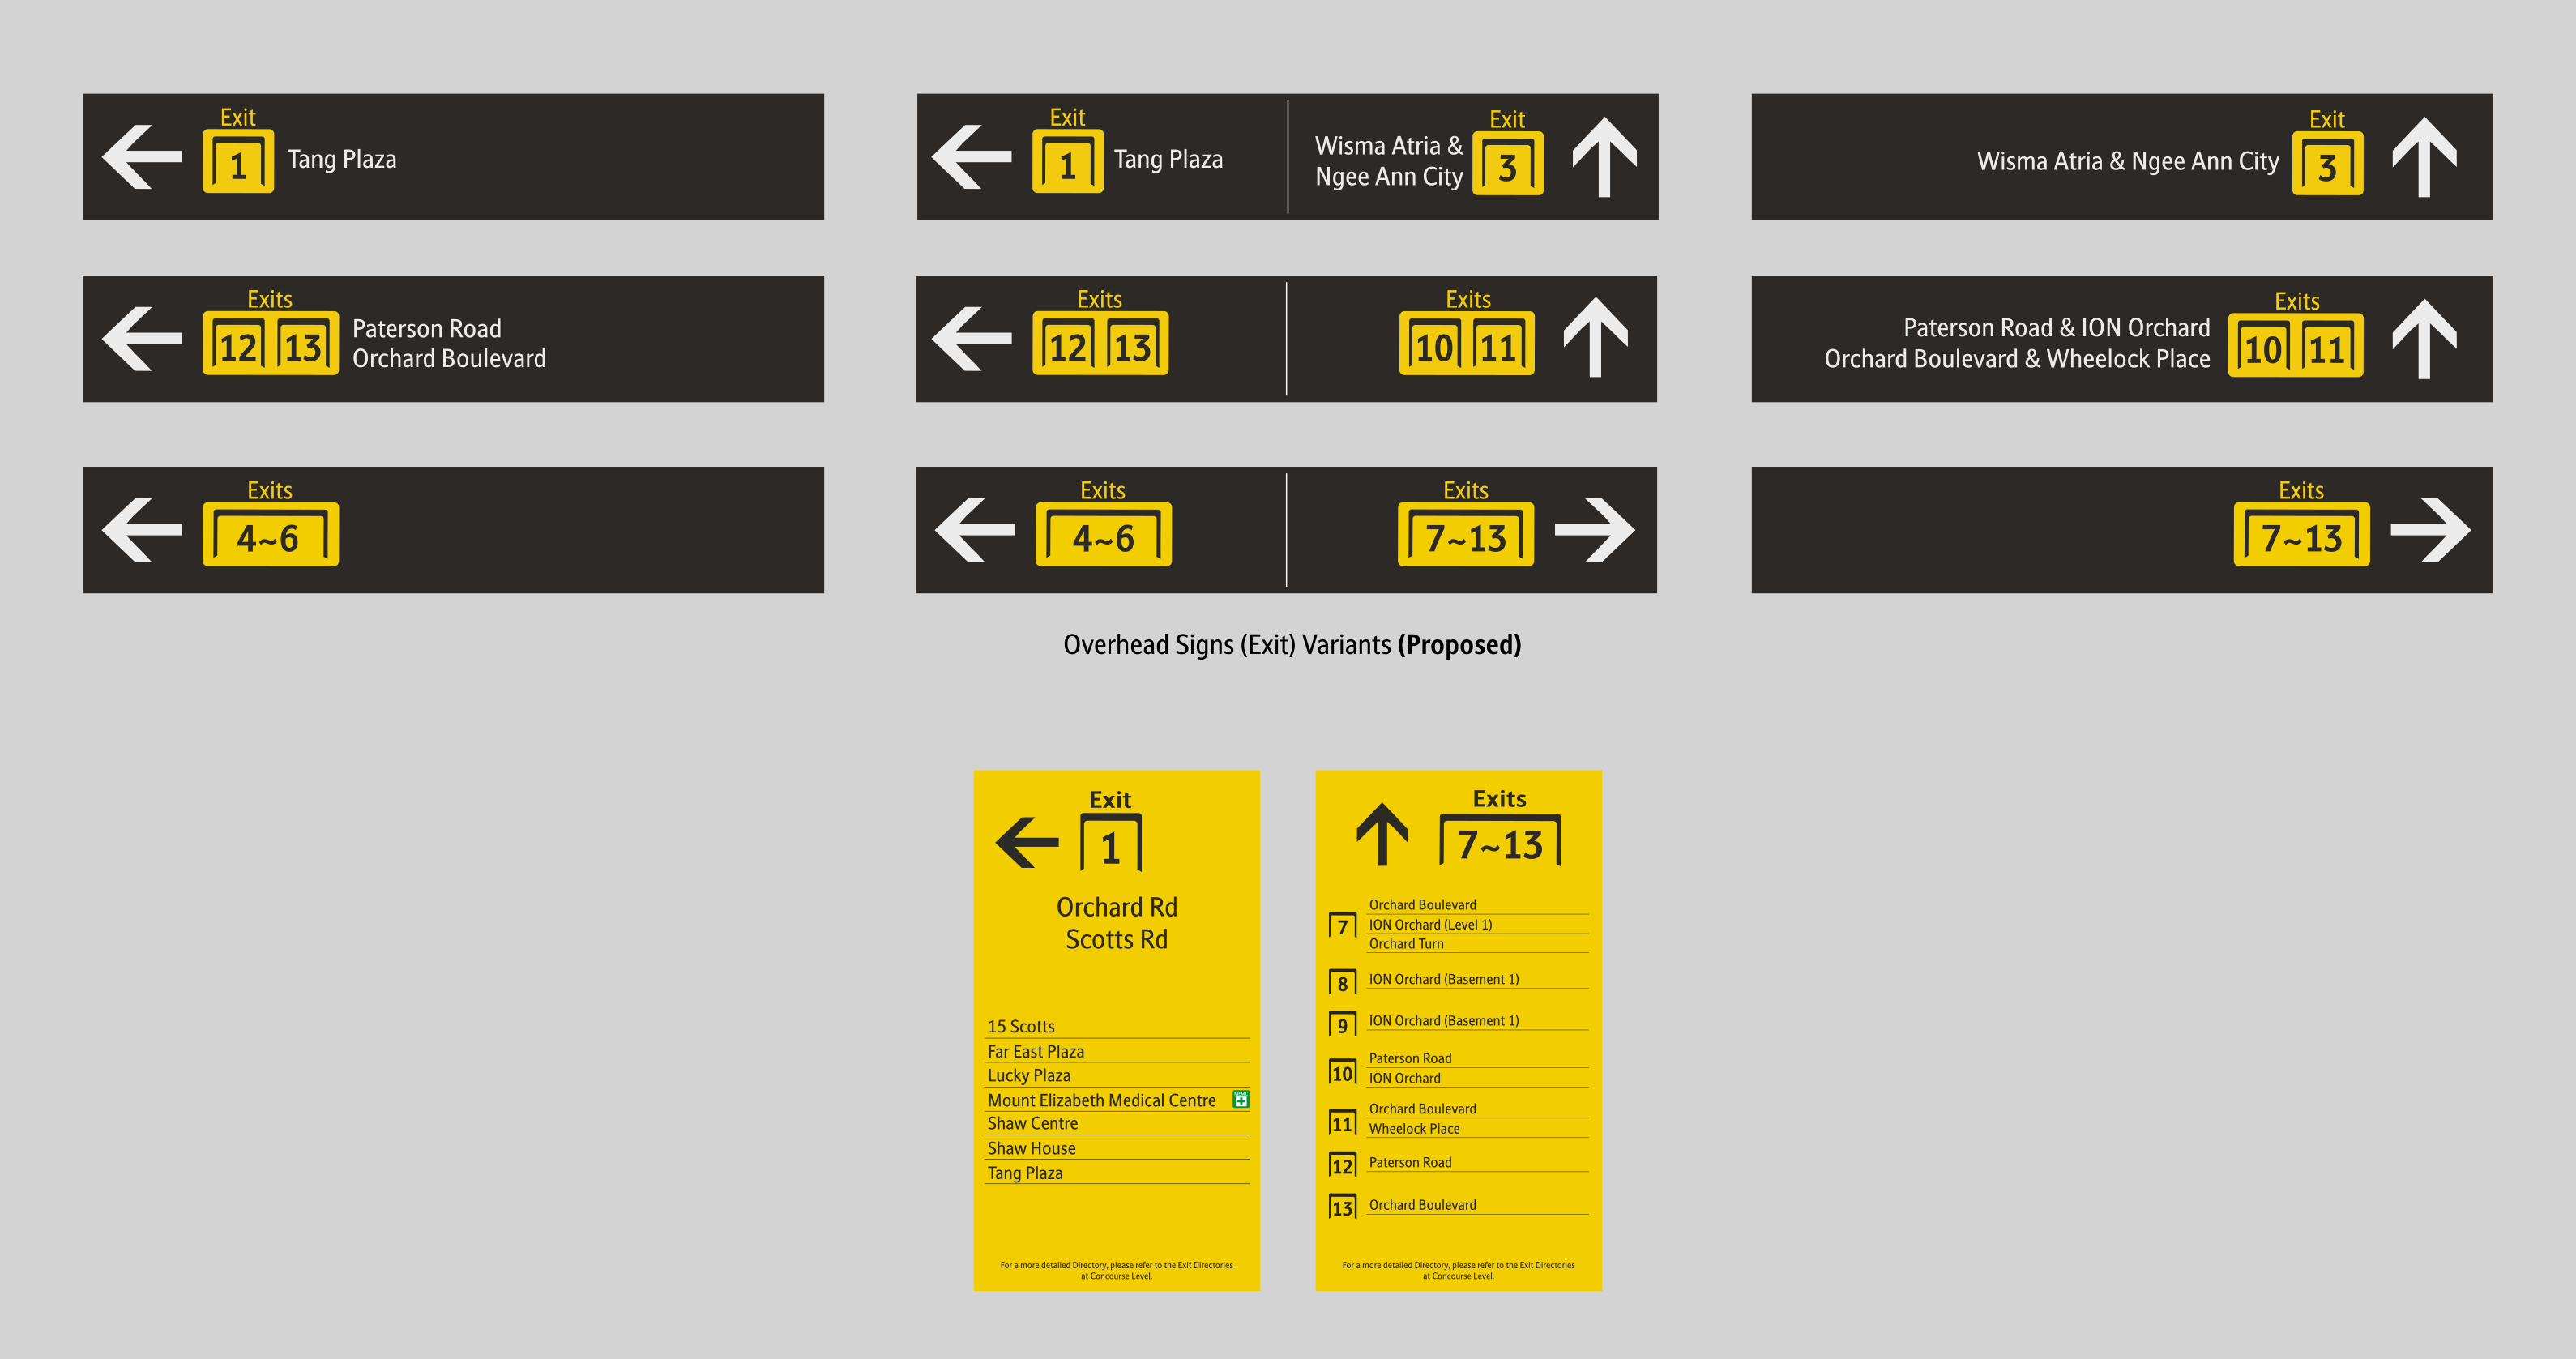 Exit
1
Tang Plaza
Exit
1
Tang Plaza
Wisma Atria &
Ngee Ann City
Exit
3
Wisma Atria & Ngee Ann City
Exit
3
Exits
12 13
Paterson Road
Orchard Boulevard
Exits
12 13
Exits
10 11
Paterson Road & ION Orchard
Orchard Boulevard & Wheelock Place
Exits
10 11
Exits
4~6
Exits
4~6
Exits
7~13
Exits
7~13
Overhead Signs (Exit) Variants (Proposed)
Exit
1
Orchard Rd
Scotts Rd
15 Scotts
Far East Plaza
Lucky Plaza
Mount Elizabeth Medical Centre
Shaw Centre
Shaw House
Tang Plaza
For a more detailed Directory, please refer to the Exit Directories
at Concourse Level.
Exits
7~13
7
Orchard Boulevard
ION Orchard (Level 1)
Orchard Turn
8
ION Orchard (Basement 1)
9
ION Orchard (Basement 1)
10
Paterson Road
ION Orchard
11
Orchard Boulevard
Wheelock Place
12
Paterson Road
13
Orchard Boulevard
For a more detailed Directory, please refer to the Exit Directories
at Concourse Level.